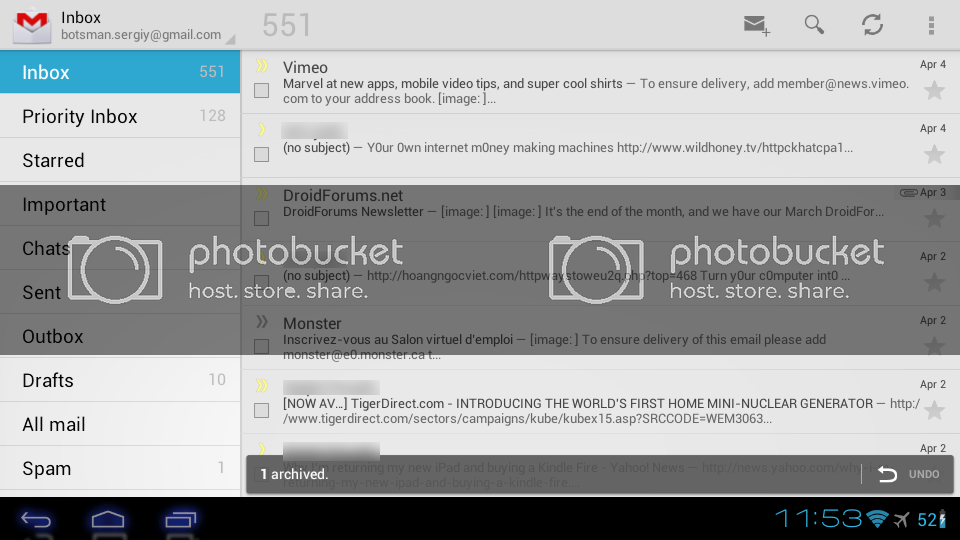 Inbox
botsman.sergiy@gmail.com
551
Inbox 551
Priority Inbox 128
Starred
Important
Chats
Sent
Outbox
Drafts 10
All mail
Spam 1
Vimeo Apr 4
Marvel at new apps, mobile video tips, and super cool shirts — To ensure delivery, add member@news.vimeo.
com to your address book. [image: ]...
Apr 4
(no subject) — Y0ur 0wn internet m0ney making machines http://www.wildhoney.tv/httpckhatcpa1...
DroidForums.net Apr 3
DroidForums Newsletter — [image: ] [image: ] It's the end of the month, and we have our March DroidFor...
Apr 2
(no subject) — http://hoangngocviet.com/httpwaystoweu2q.php?top=468 Turn y0ur c0mputer int0 ...
Monster Apr 2
Inscrivez-vous au Salon virtuel d'emploi — [image: ] To ensure delivery of this email please add
monster@e0.monster.ca t...
Apr 2
[NOW AV...] TigerDirect.com - INTRODUCING THE WORLD'S FIRST HOME MINI-NUCLEAR GENERATOR — http:/
/www.tigerdirect.com/sectors/campaigns/kube/kubex15.asp?SRCCODE=WEM3063...
Apr 2
Why I'm returning my new iPad and buying a Kindle Fire - Yahoo! News — http://news.yahoo.com/why-
returning-my-new-ipad-and-buying-a-kindle-fire...
1 archived. UNDO
photobucket
host. store. share.
photobucket
host. store. share.
11:53 52